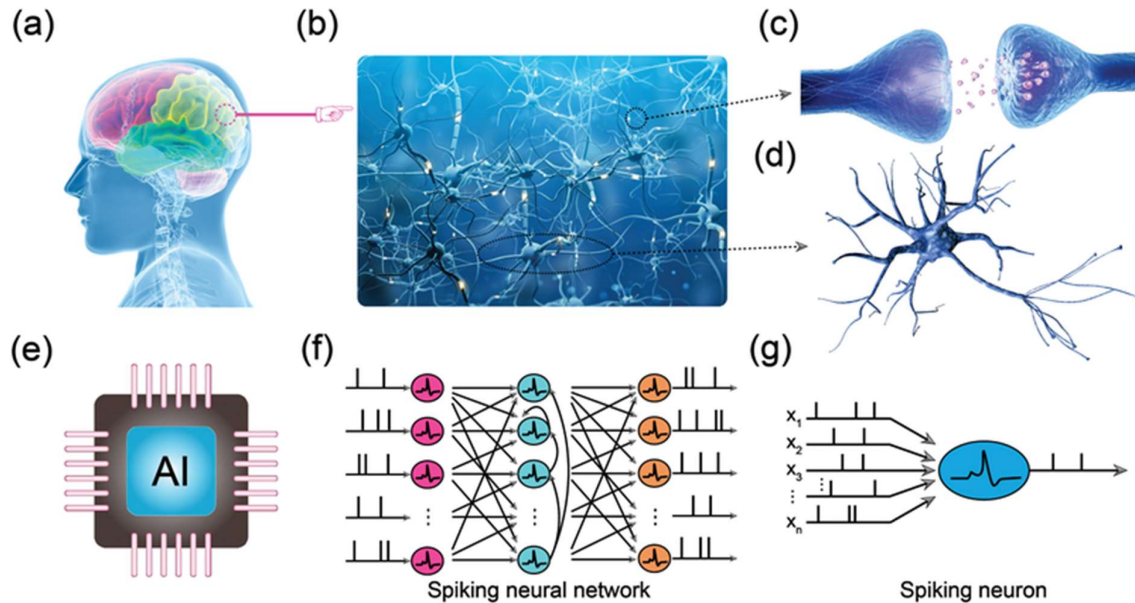 (a)
(b)
(c)
(d)
(e)
AI
(f)
⋮ ⋮ ⋮
Spiking neural network
(g)
x₁
x₂
x₃
⋮ ⋮
xₙ
Spiking neuron